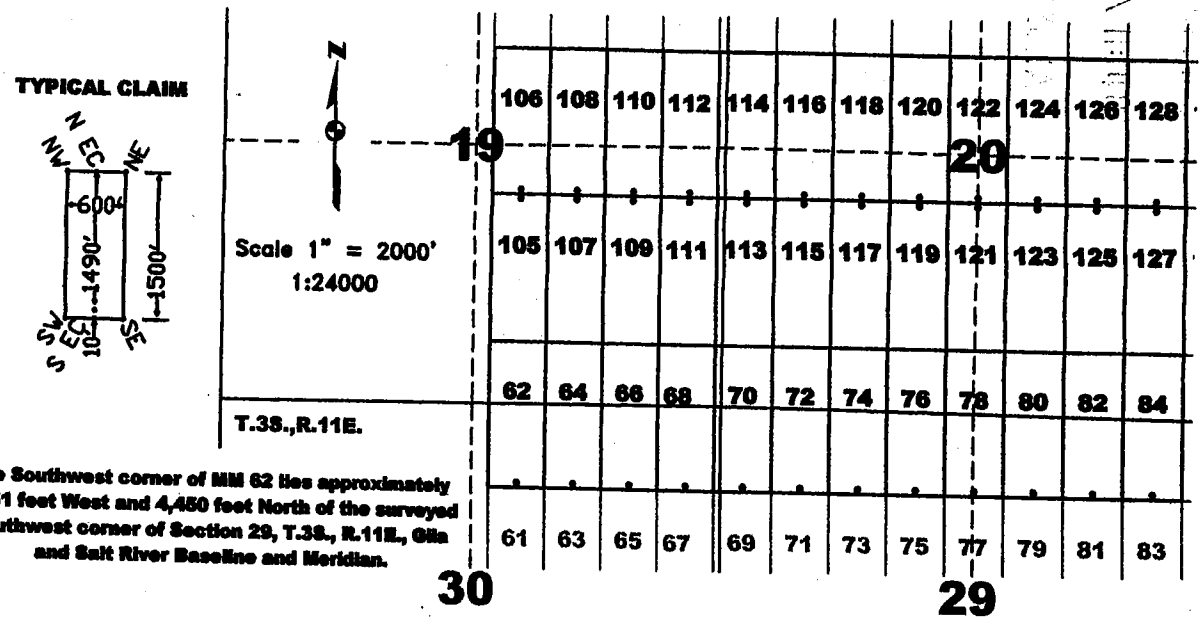 TYPICAL CLAIM
N
NW EC NE
600'
1490'
1500'
10'
SW EC SE
S
N
Scale 1" = 2000'
1:24000
T.3S.,R.11E.
Southwest corner of MM 62 lies approximately
1 feet West and 4,450 feet North of the surveyed
thwest corner of Section 29, T.3S., R.11E., Gila
and Salt River Baseline and Meridian.
106 108 110 112 114 116 118 120 122 124 126 128
19 20
105 107 109 111 113 115 117 119 121 123 125 127
62 64 66 68 70 72 74 76 78 80 82 84
61 63 65 67 69 71 73 75 77 79 81 83
30 29